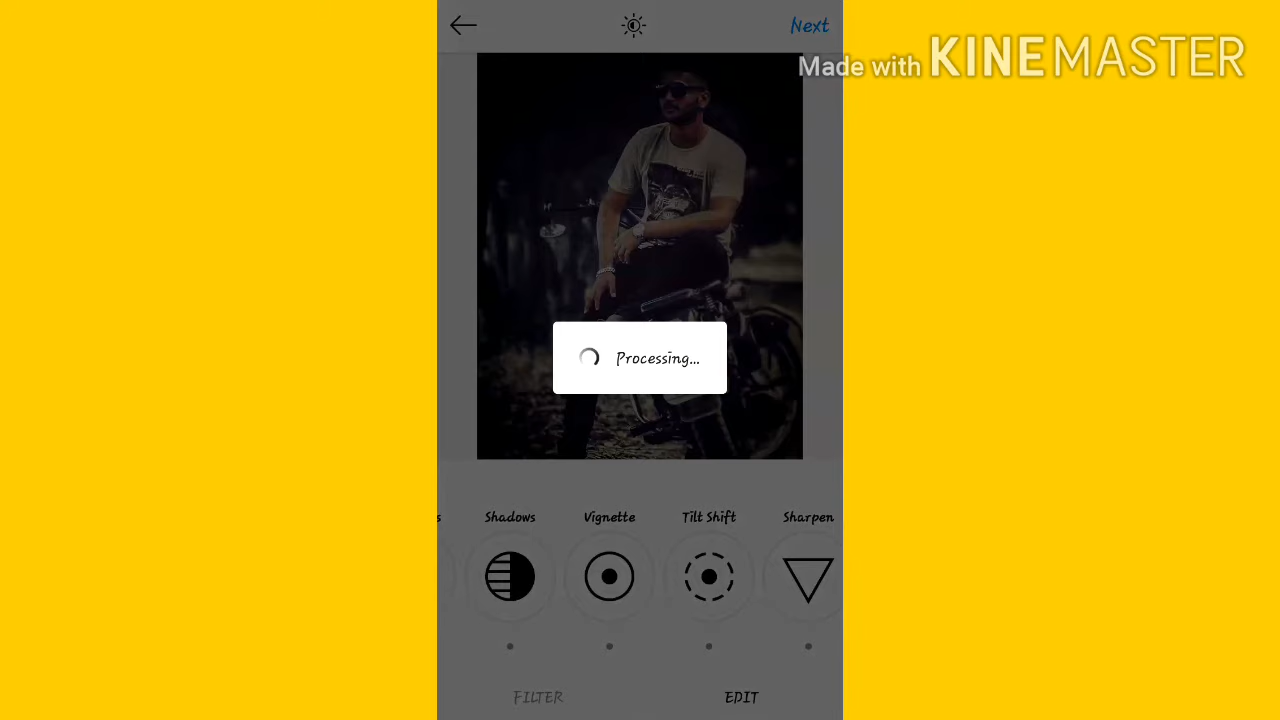 Next
Made with KINEMASTER
Processing...
s
Shadows
Vignette
Tilt Shift
Sharpen
FILTER
EDIT